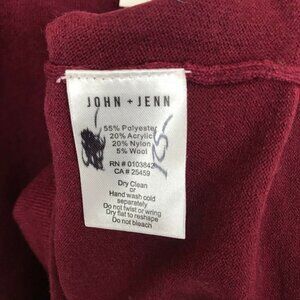 JOHN + JENN
55% Polyester
20% Acrylic
20% Nylon
5% Wool
RN # 0103842
CA # 25459
Dry Clean
or
Hand wash cold
separately
Do not twist or wring
Dry flat to reshape
Do not bleach